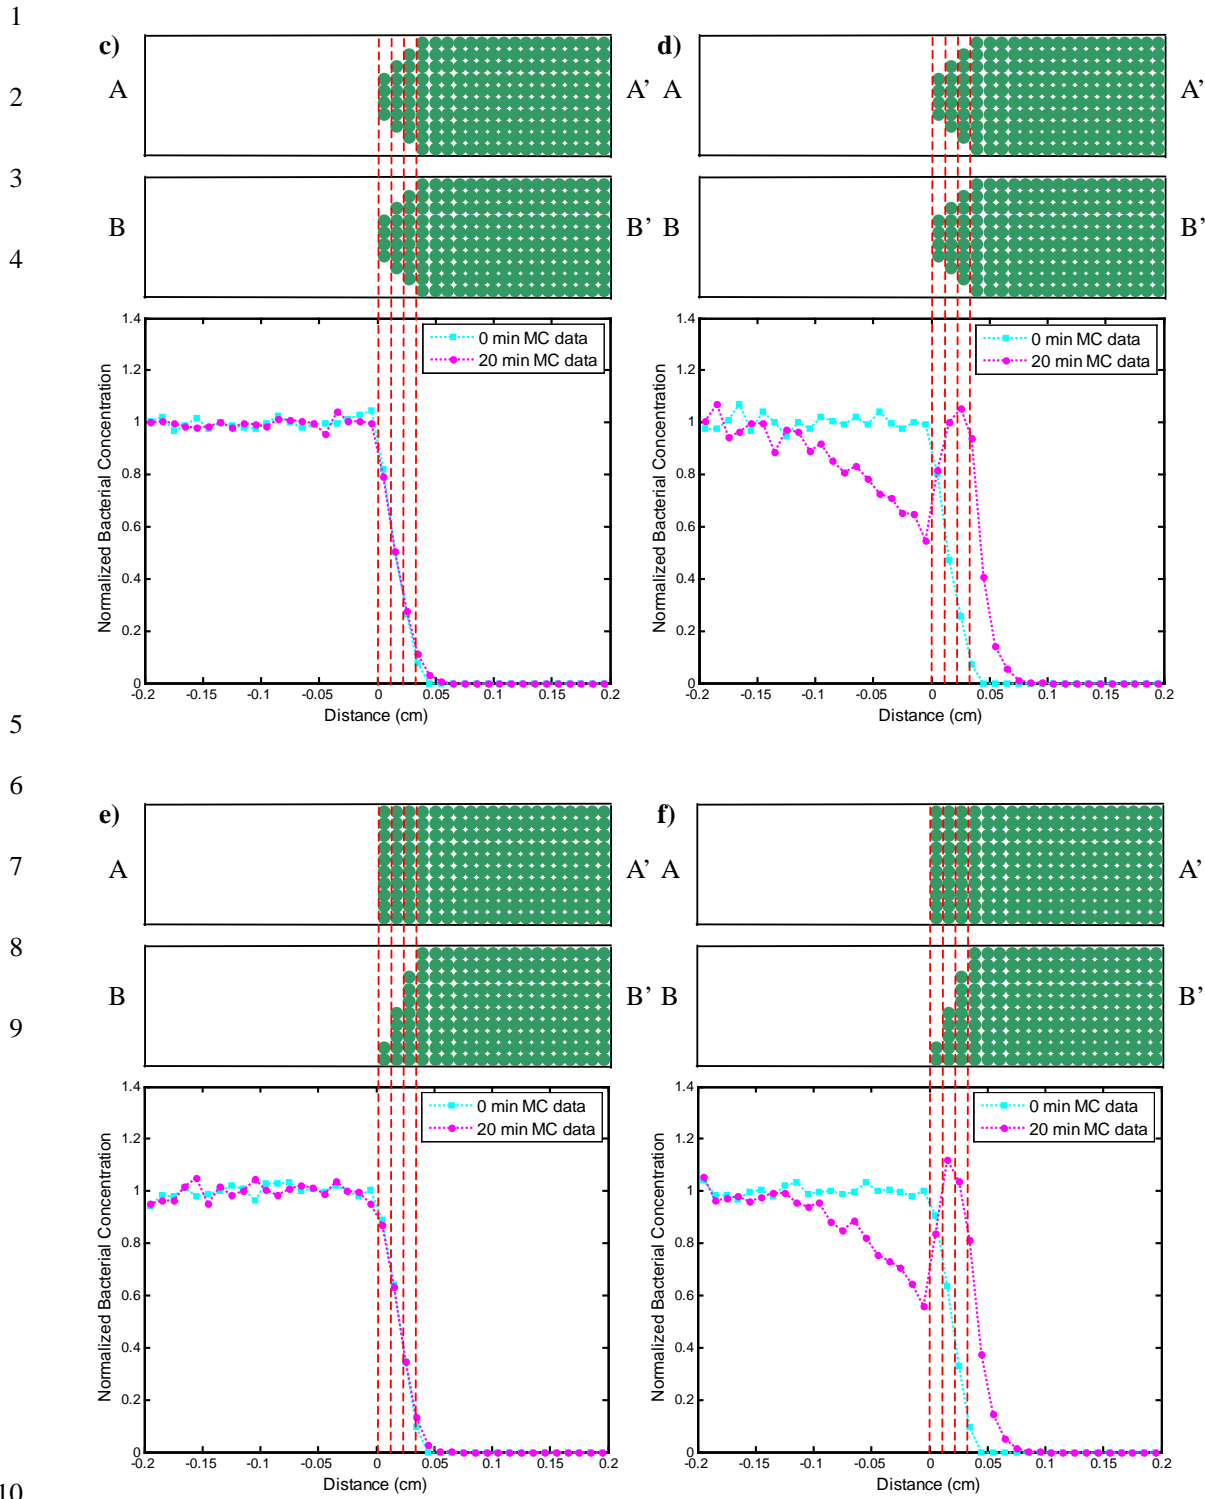 1
c)
d)
A
A'
A
A'
2
3
B
B'
B
B'
4
1.4
1.2
1
0.8
0.6
0.4
0.2
0
Normalized Bacterial Concentration
0 min MC data
20 min MC data
-0.2 -0.15 -0.1 -0.05 0 0.05 0.1 0.15 0.2
Distance (cm)
1.4
1.2
1
0.8
0.6
0.4
0.2
0
Normalized Bacterial Concentration
0 min MC data
20 min MC data
-0.2 -0.15 -0.1 -0.05 0 0.05 0.1 0.15 0.2
Distance (cm)
5
6
e)
f)
7
A
A'
A
A'
8
B
B'
B
B'
9
1.4
1.2
1
0.8
0.6
0.4
0.2
0
Normalized Bacterial Concentration
0 min MC data
20 min MC data
-0.2 -0.15 -0.1 -0.05 0 0.05 0.1 0.15 0.2
Distance (cm)
1.4
1.2
1
0.8
0.6
0.4
0.2
0
Normalized Bacterial Concentration
0 min MC data
20 min MC data
-0.2 -0.15 -0.1 -0.05 0 0.05 0.1 0.15 0.2
Distance (cm)
10